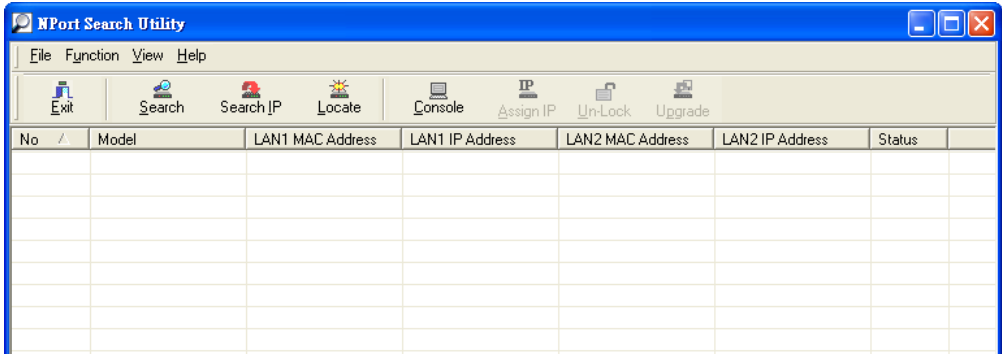 NPort Search Utility
File Function View Help
Exit Search Search IP Locate Console Assign IP Un-Lock Upgrade
No Model LAN1 MAC Address LAN1 IP Address LAN2 MAC Address LAN2 IP Address Status